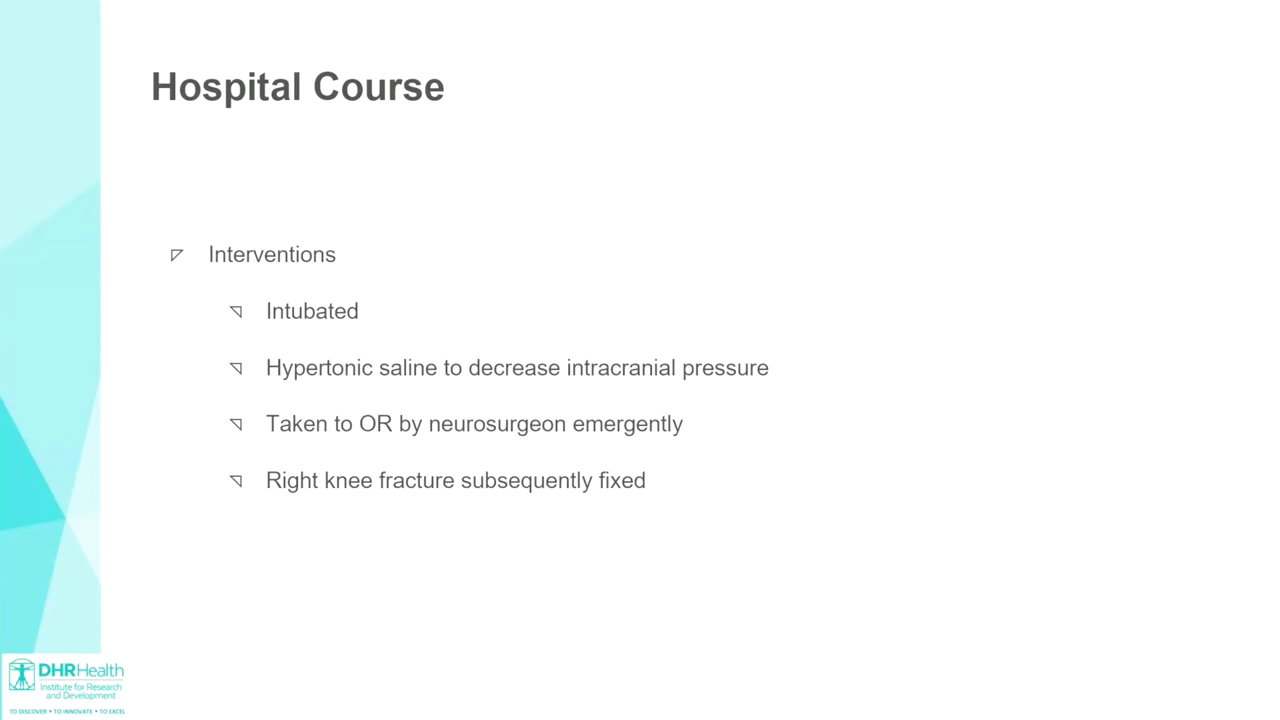 Hospital Course
Interventions
Intubated
Hypertonic saline to decrease intracranial pressure
Taken to OR by neurosurgeon emergently
Right knee fracture subsequently fixed
DHRHealth
Institute for Research
and Development
TO DISCOVER • TO INNOVATE • TO EXCEL